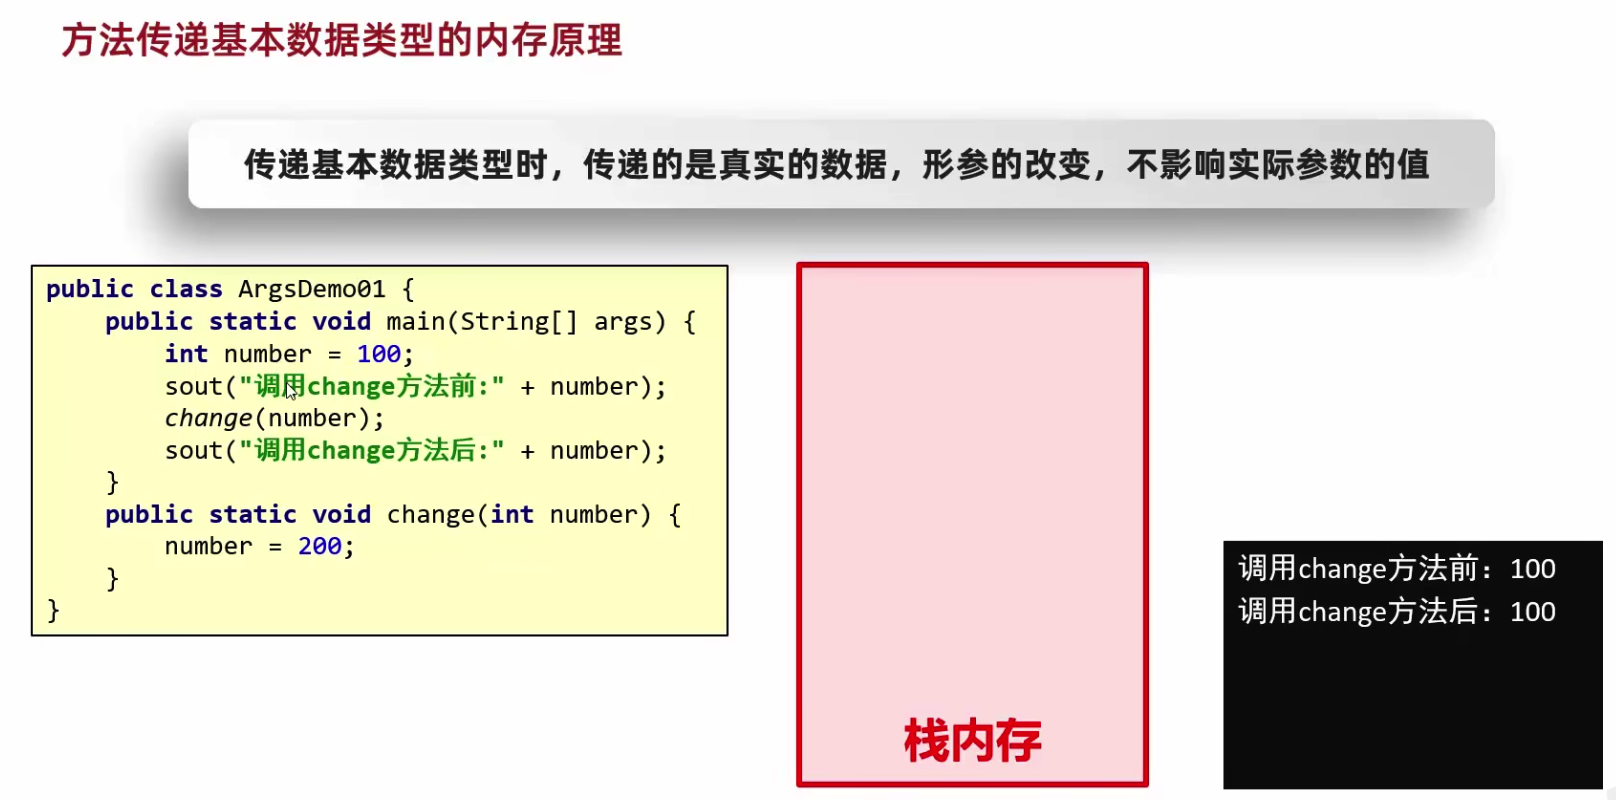 方法传递基本数据类型的内存原理
传递基本数据类型时，传递的是真实的数据，形参的改变，不影响实际参数的值
public class ArgsDemo01 {
    public static void main(String[] args) {
        int number = 100;
        sout("调用change方法前:" + number);
        change(number);
        sout("调用change方法后:" + number);
    }
    public static void change(int number) {
        number = 200;
    }
}
栈内存
调用change方法前：100
调用change方法后：100